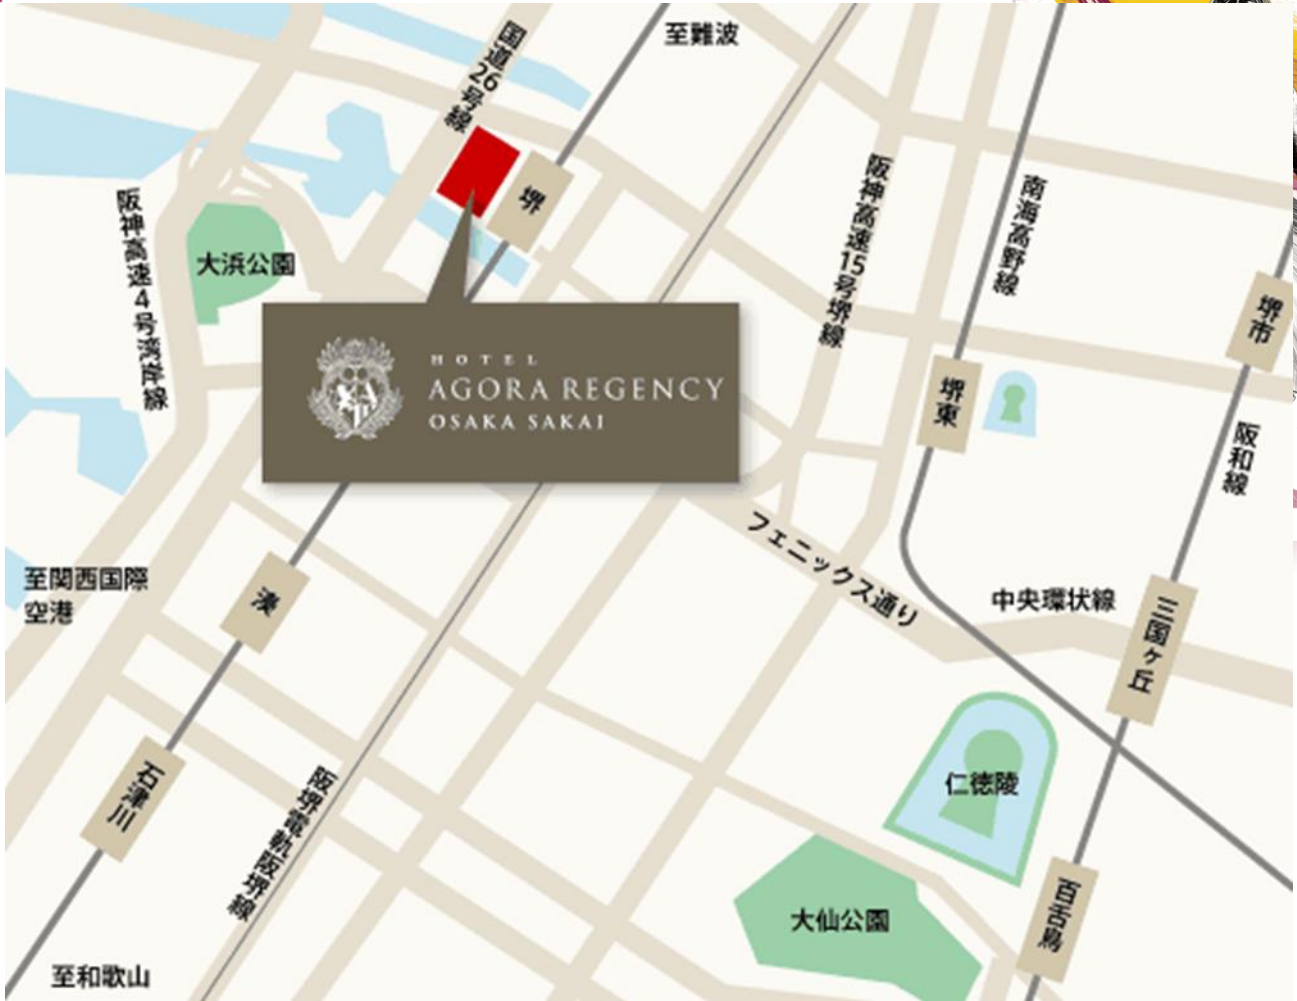 国道26号線
至難波
堺
阪神高速4号湾岸線
大浜公園
阪神高速15号堺線
南海高野線
堺市
HOTEL
AGORA REGENCY
OSAKA SAKAI
堺東
阪和線
フェニックス通り
至関西国際
空港
湊
中央環状線
三国ヶ丘
石津川
阪堺電軌阪堺線
仁徳陵
大仙公園
百舌鳥
至和歌山